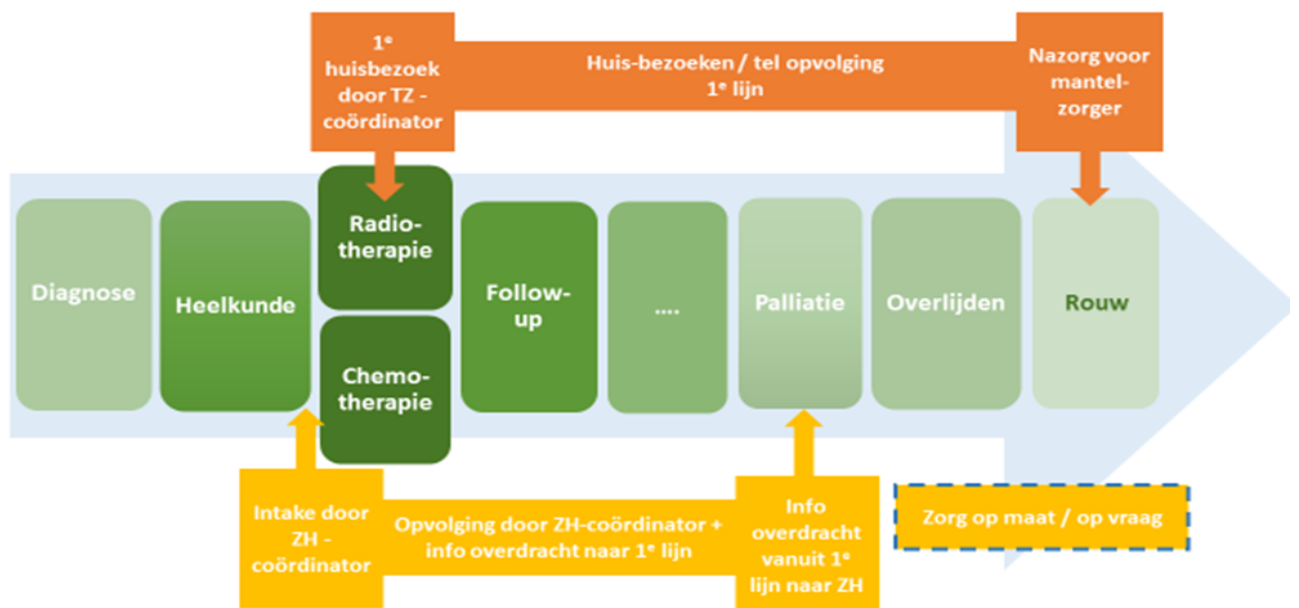 1e
huisbezoek
door TZ -
coördinator
Huis-bezoeken / tel opvolging
1e lijn
Nazorg voor
mantel-
zorger
Diagnose
Heelkunde
Radio-
therapie
Chemo-
therapie
Follow-
up
....
Palliatie
Overlijden
Rouw
Intake door
ZH -
coördinator
Opvolging door ZH-coördinator +
info overdracht naar 1e lijn
Info
overdracht
vanuit 1e
lijn naar ZH
Zorg op maat / op vraag